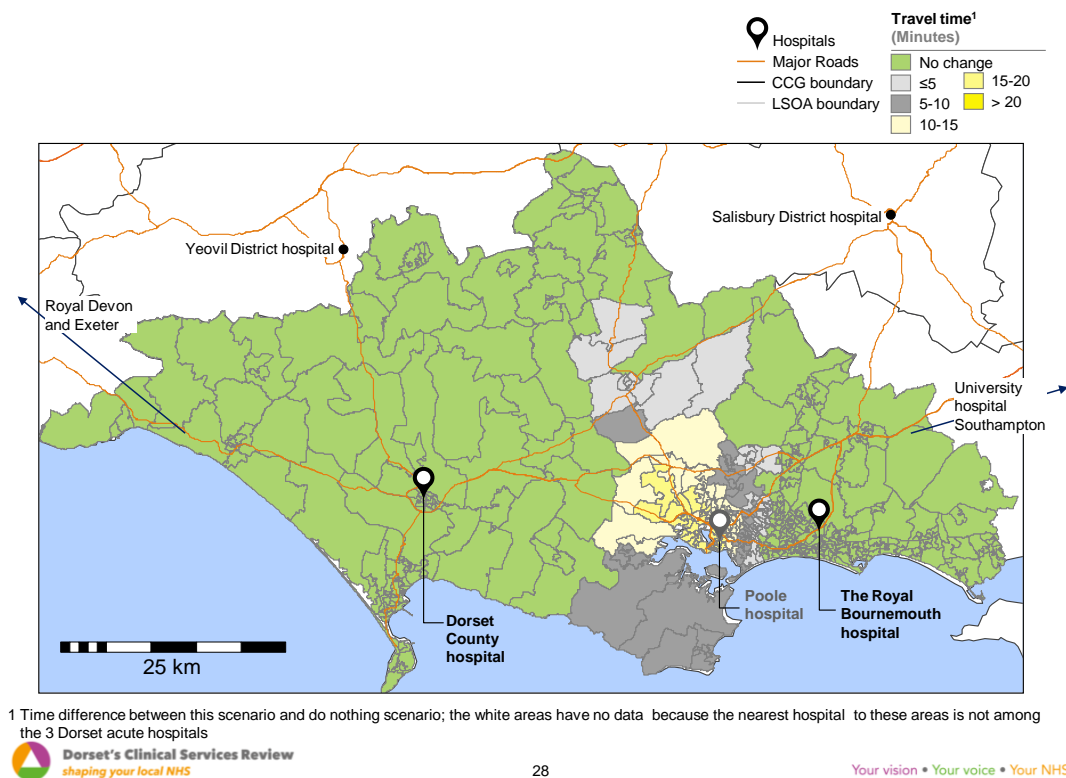 Hospitals
Major Roads
CCG boundary
LSOA boundary
Travel time¹
(Minutes)
No change
≤5
5-10
10-15
15-20
> 20
Salisbury District hospital
Yeovil District hospital
Royal Devon
and Exeter
University
hospital
Southampton
Dorset
County
hospital
Poole
hospital
The Royal
Bournemouth
hospital
25 km
1 Time difference between this scenario and do nothing scenario; the white areas have no data because the nearest hospital to these areas is not among
the 3 Dorset acute hospitals
Dorset's Clinical Services Review
shaping your local NHS
28
Your vision • Your voice • Your NHS